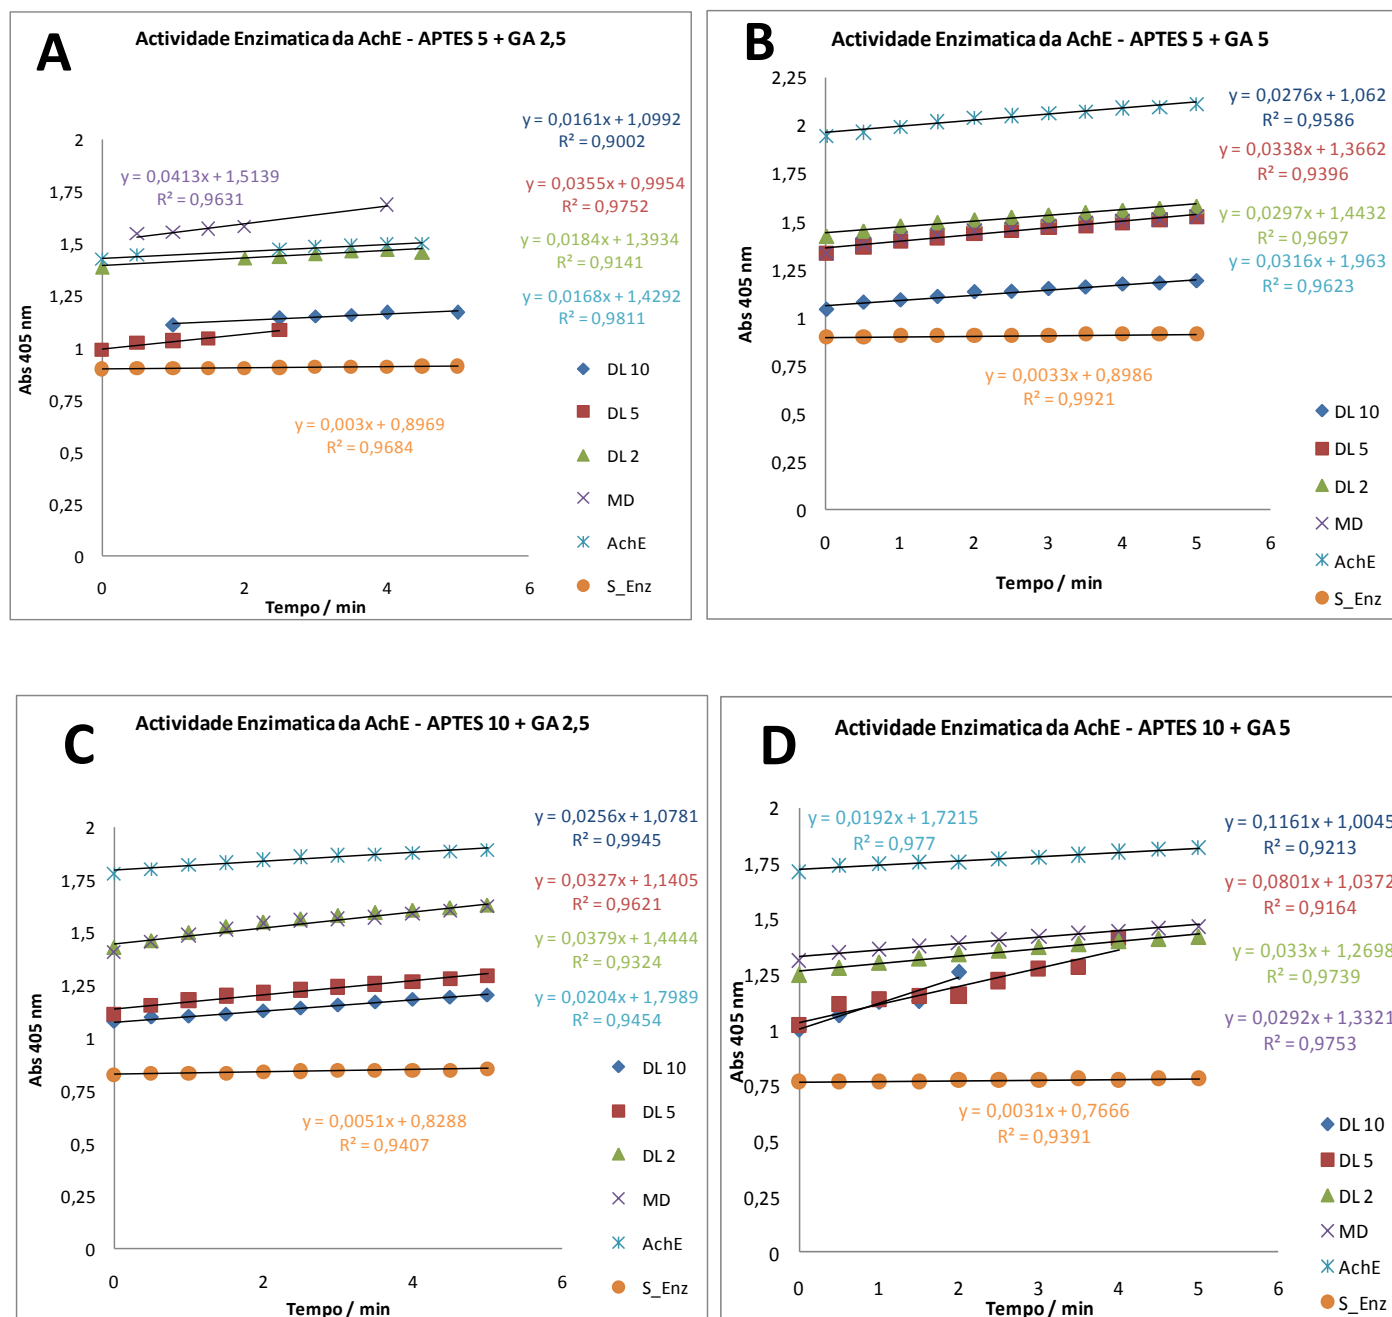 A
Actividade Enzimatica da AchE - APTES 5 + GA 2,5
y = 0,0161x + 1,0992
R² = 0,9002
y = 0,0413x + 1,5139
R² = 0,9631
y = 0,0355x + 0,9954
R² = 0,9752
y = 0,0184x + 1,3934
R² = 0,9141
y = 0,0168x + 1,4292
R² = 0,9811
y = 0,003x + 0,8969
R² = 0,9684
2
1,75
1,5
1,25
1
0,75
0,5
0,25
0
Abs 405 nm
0 2 4 6
Tempo / min
DL 10
DL 5
DL 2
MD
AchE
S_Enz
B
Actividade Enzimatica da AchE - APTES 5 + GA 5
y = 0,0276x + 1,062
R² = 0,9586
y = 0,0338x + 1,3662
R² = 0,9396
y = 0,0297x + 1,4432
R² = 0,9697
y = 0,0316x + 1,963
R² = 0,9623
y = 0,0033x + 0,8986
R² = 0,9921
2,25
2
1,75
1,5
1,25
1
0,75
0,5
0,25
0
Abs 405 nm
0 1 2 3 4 5 6
Tempo / min
DL 10
DL 5
DL 2
MD
AchE
S_Enz
C
Actividade Enzimatica da AchE - APTES 10 + GA 2,5
y = 0,0256x + 1,0781
R² = 0,9945
y = 0,0327x + 1,1405
R² = 0,9621
y = 0,0379x + 1,4444
R² = 0,9324
y = 0,0204x + 1,7989
R² = 0,9454
y = 0,0051x + 0,8288
R² = 0,9407
2
1,75
1,5
1,25
1
0,75
0,5
0,25
0
Abs 405 nm
0 2 4 6
Tempo / min
DL 10
DL 5
DL 2
MD
AchE
S_Enz
D
Actividade Enzimatica da AchE - APTES 10 + GA 5
y = 0,0192x + 1,7215
R² = 0,977
y = 0,1161x + 1,0045
R² = 0,9213
y = 0,0801x + 1,0372
R² = 0,9164
y = 0,033x + 1,2698
R² = 0,9739
y = 0,0292x + 1,3321
R² = 0,9753
y = 0,0031x + 0,7666
R² = 0,9391
2
1,75
1,5
1,25
1
0,75
0,5
0,25
0
Abs 405 nm
0 1 2 3 4 5 6
Tempo / min
DL 10
DL 5
DL 2
MD
AchE
S_Enz